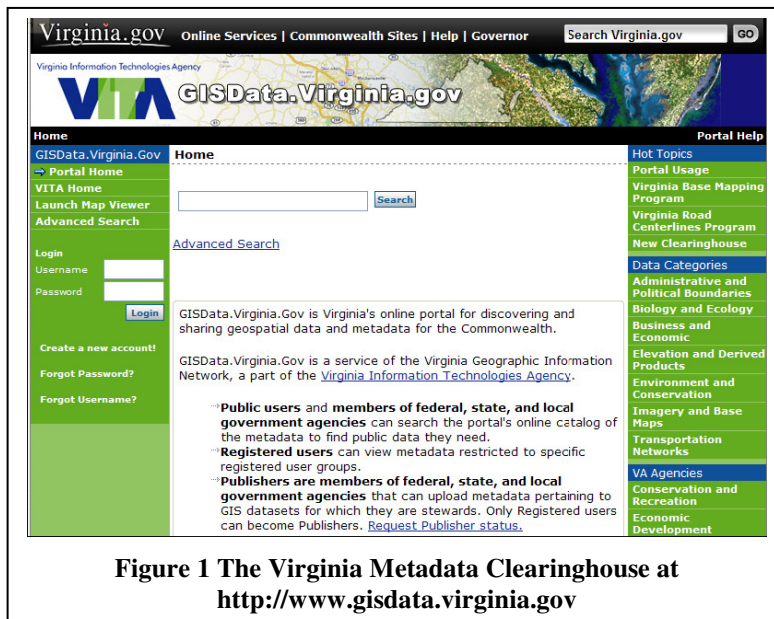 Virginia.gov Online Services | Commonwealth Sites | Help | Governor Search Virginia.gov GO
Virginia Information Technologies Agency
VITA
GISData.Virginia.gov
Home Portal Help
GISData.Virginia.Gov
Portal Home
VITA Home
Launch Map Viewer
Advanced Search
Login
Username
Password
Login
Create a new account!
Forgot Password?
Forgot Username?
Home
Search
Advanced Search
GISData.Virginia.Gov is Virginia's online portal for discovering and
sharing geospatial data and metadata for the Commonwealth.
GISData.Virginia.Gov is a service of the Virginia Geographic Information
Network, a part of the Virginia Information Technologies Agency.
Public users and members of federal, state, and local
government agencies can search the portal's online catalog of
the metadata to find public data they need.
Registered users can view metadata restricted to specific
registered user groups.
Publishers are members of federal, state, and local
government agencies that can upload metadata pertaining to
GIS datasets for which they are stewards. Only Registered users
can become Publishers. Request Publisher status.
Hot Topics
Portal Usage
Virginia Base Mapping
Program
Virginia Road
Centerlines Program
New Clearinghouse
Data Categories
Administrative and
Political Boundaries
Biology and Ecology
Business and
Economic
Elevation and Derived
Products
Environment and
Conservation
Imagery and Base
Maps
Transportation
Networks
VA Agencies
Conservation and
Recreation
Economic
Development
Figure 1 The Virginia Metadata Clearinghouse at
http://www.gisdata.virginia.gov